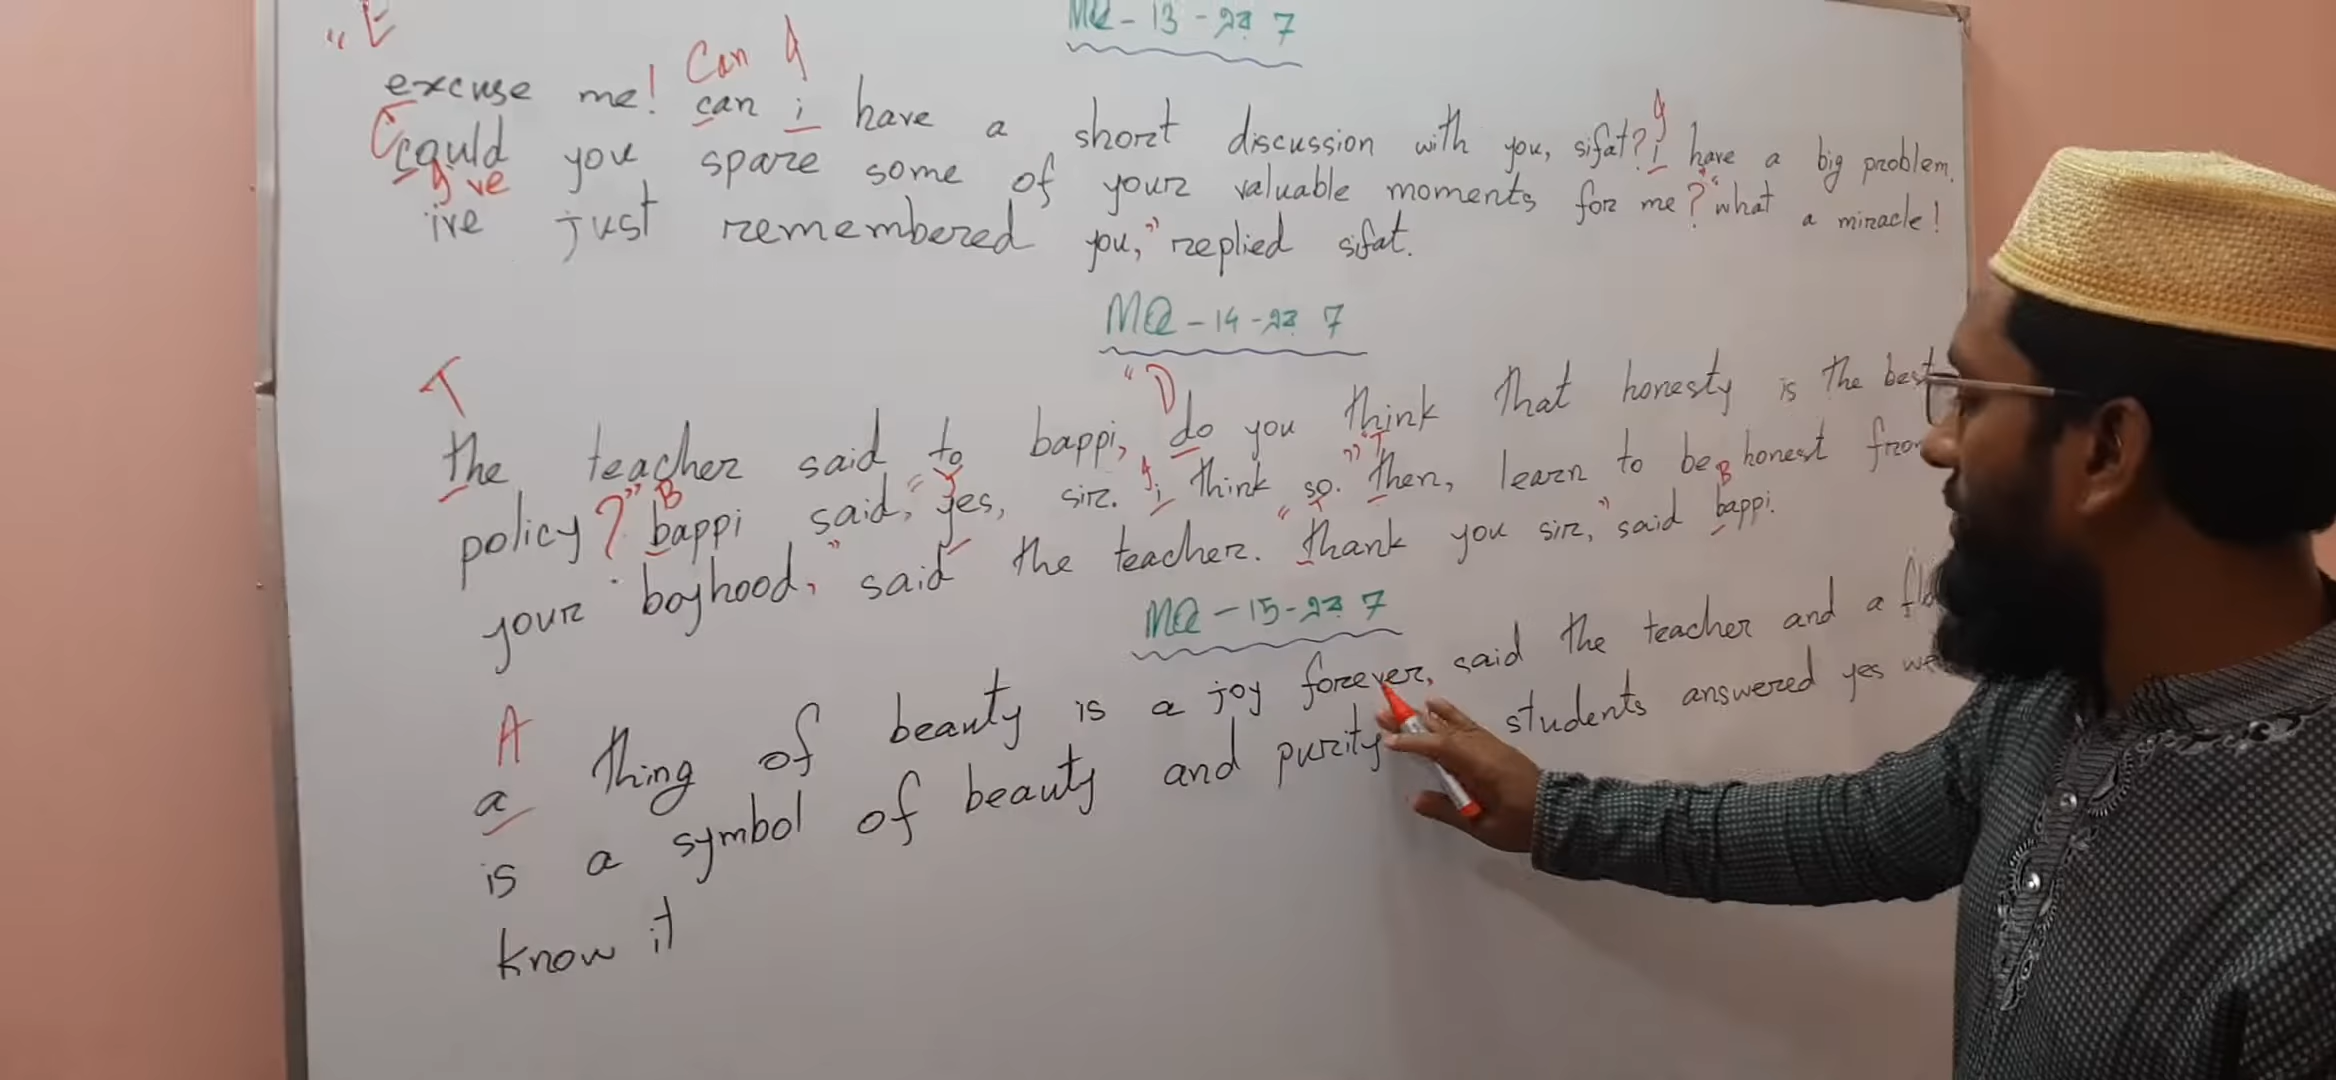 MQ - 13 - 23 7
" E Can I
excuse me! can i have a short discussion with you, sifat? i have a big problem.
could you spare some of your valuable moments for me? "what a miracle!
ive just remembered you," replied sifat.
MQ - 14 - 23 7
T "D
the teacher said to bappi, do you think that honesty is the best
policy?" bappi said, "yes, sir. i think so." then, learn to be honest from
your boyhood," said the teacher. "thank you sir," said bappi.
MQ - 15 - 23 7
A
a thing of beauty is a joy forever, said the teacher and a
is a symbol of beauty and purity students answered yes we
know it